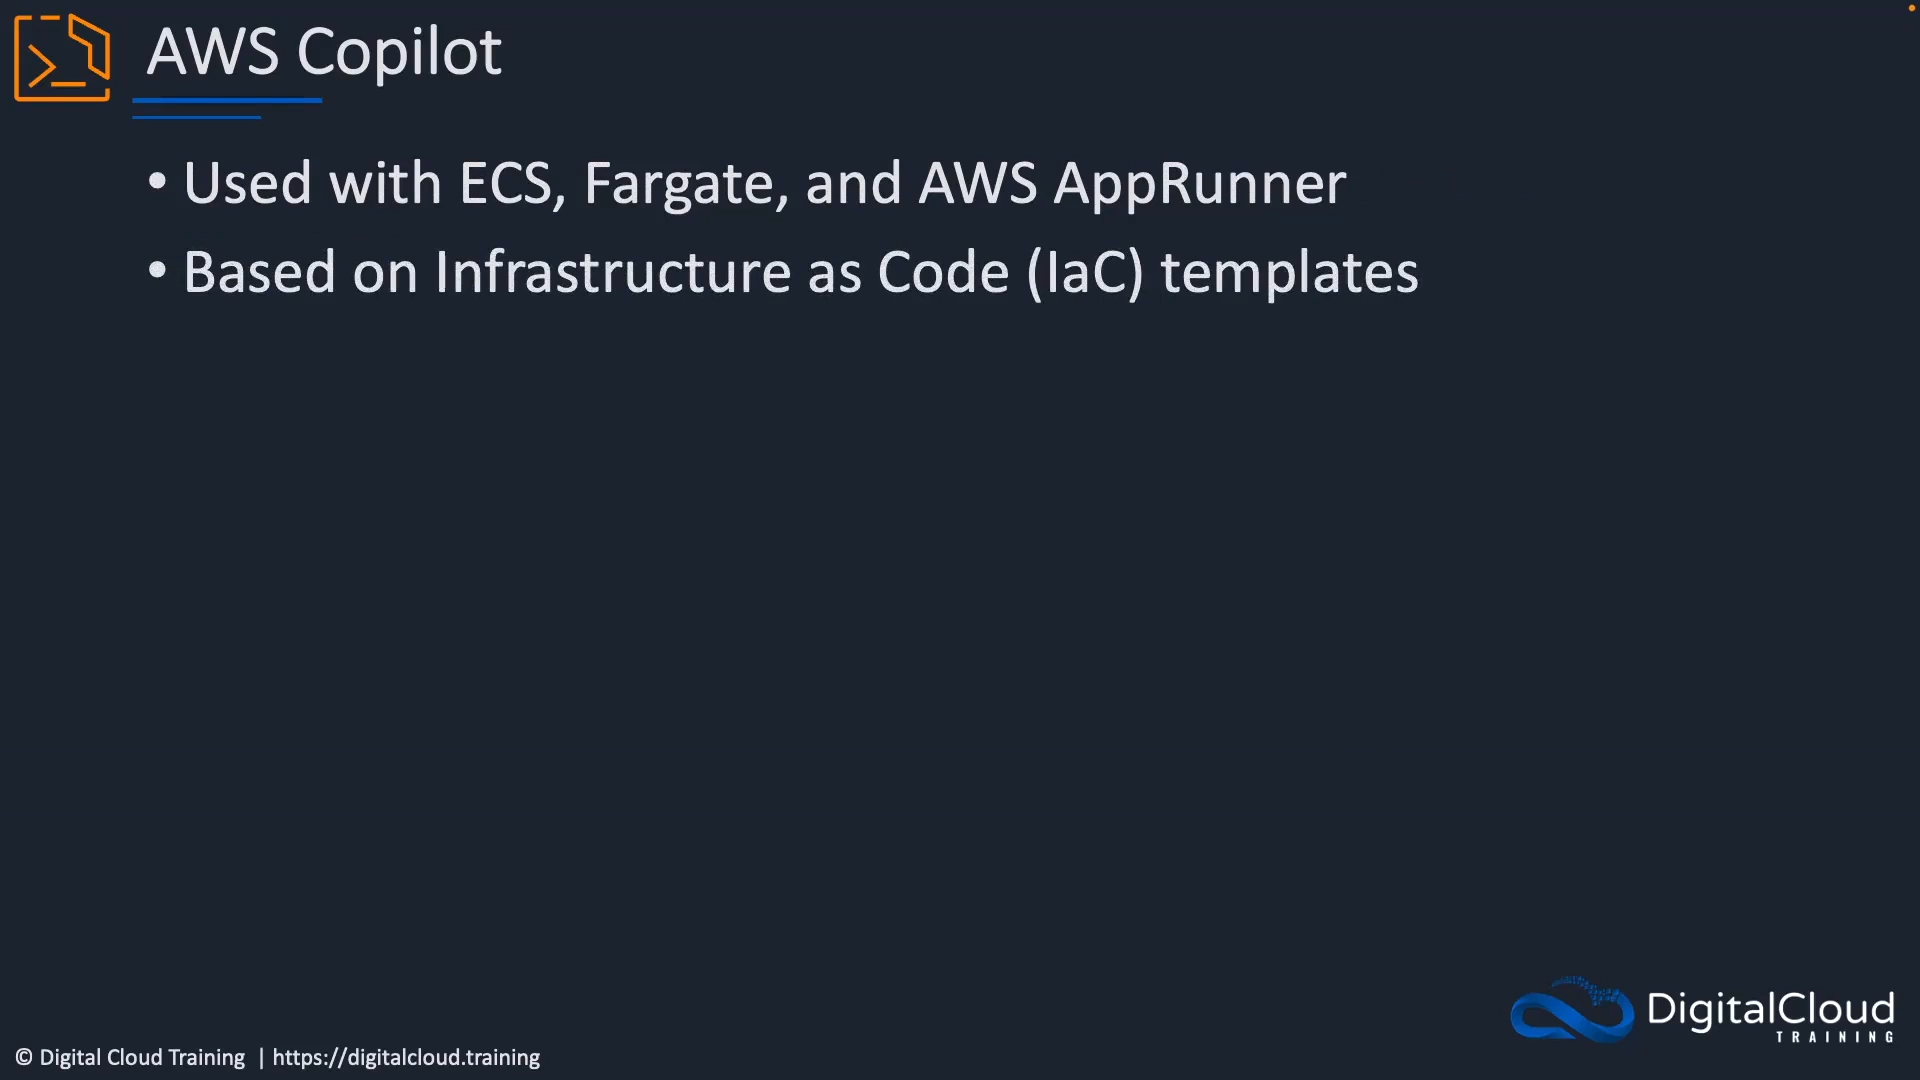 AWS Copilot
• Used with ECS, Fargate, and AWS AppRunner
• Based on Infrastructure as Code (IaC) templates
DigitalCloud
TRAINING
© Digital Cloud Training | https://digitalcloud.training